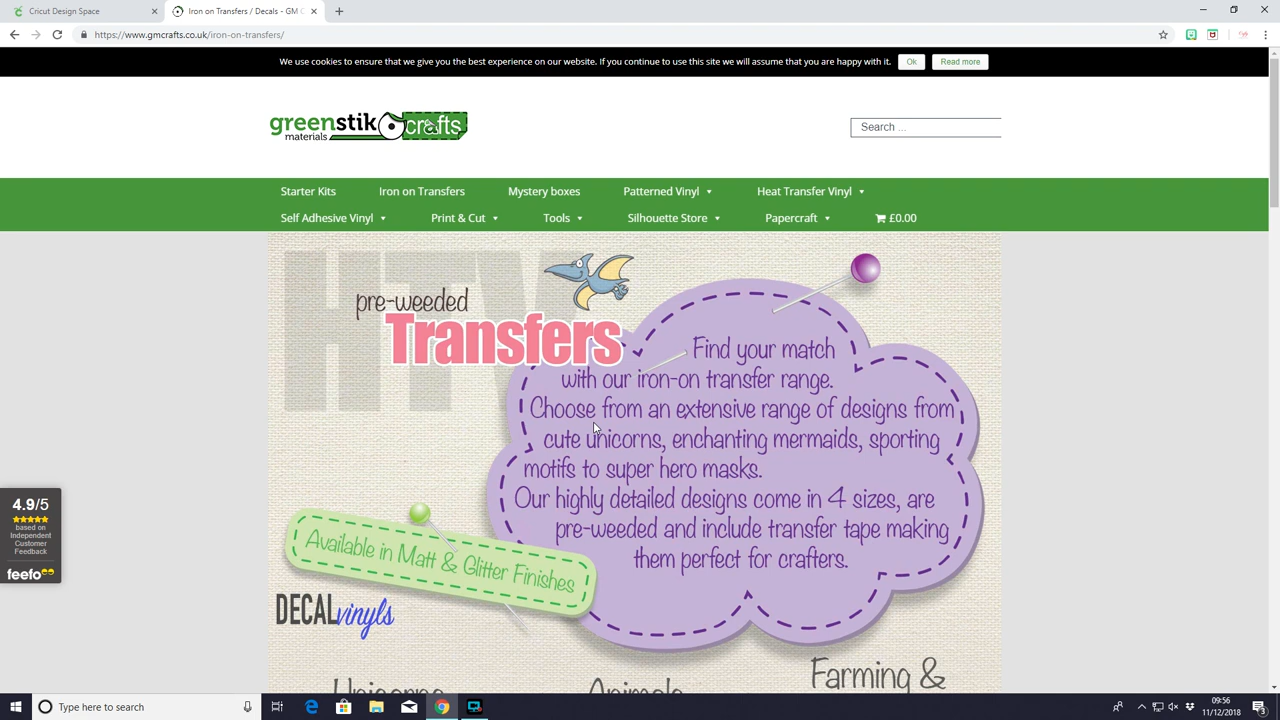 Cricut Design Space
Iron on Transfers / Decals - GM C
https://www.gmcrafts.co.uk/iron-on-transfers/
We use cookies to ensure that we give you the best experience on our website. If you continue to use this site we will assume that you are happy with it. Ok Read more
greenstik crafts
materials
Search ...
Starter Kits Iron on Transfers Mystery boxes Patterned Vinyl Heat Transfer Vinyl
Self Adhesive Vinyl Print & Cut Tools Silhouette Store Papercraft £0.00
HTV
pre-weeded
Transfers
Find your match
with our iron-on transfer range.
Choose from an extensive range of designs from
cute unicorns, enchanting mermaids, sporting
motifs to super hero masks.
Our highly detailed designs come in 4 sizes, are
pre-weeded and include transfer tape making
them perfect for crafters.
Available in Matt & Glitter Finishes
DECALvinyls
4.9/5
based on
Independent
Customer
Feedback
feefo
Unicorns Animals Farming &
Type here to search
09:56
11/12/2018
3